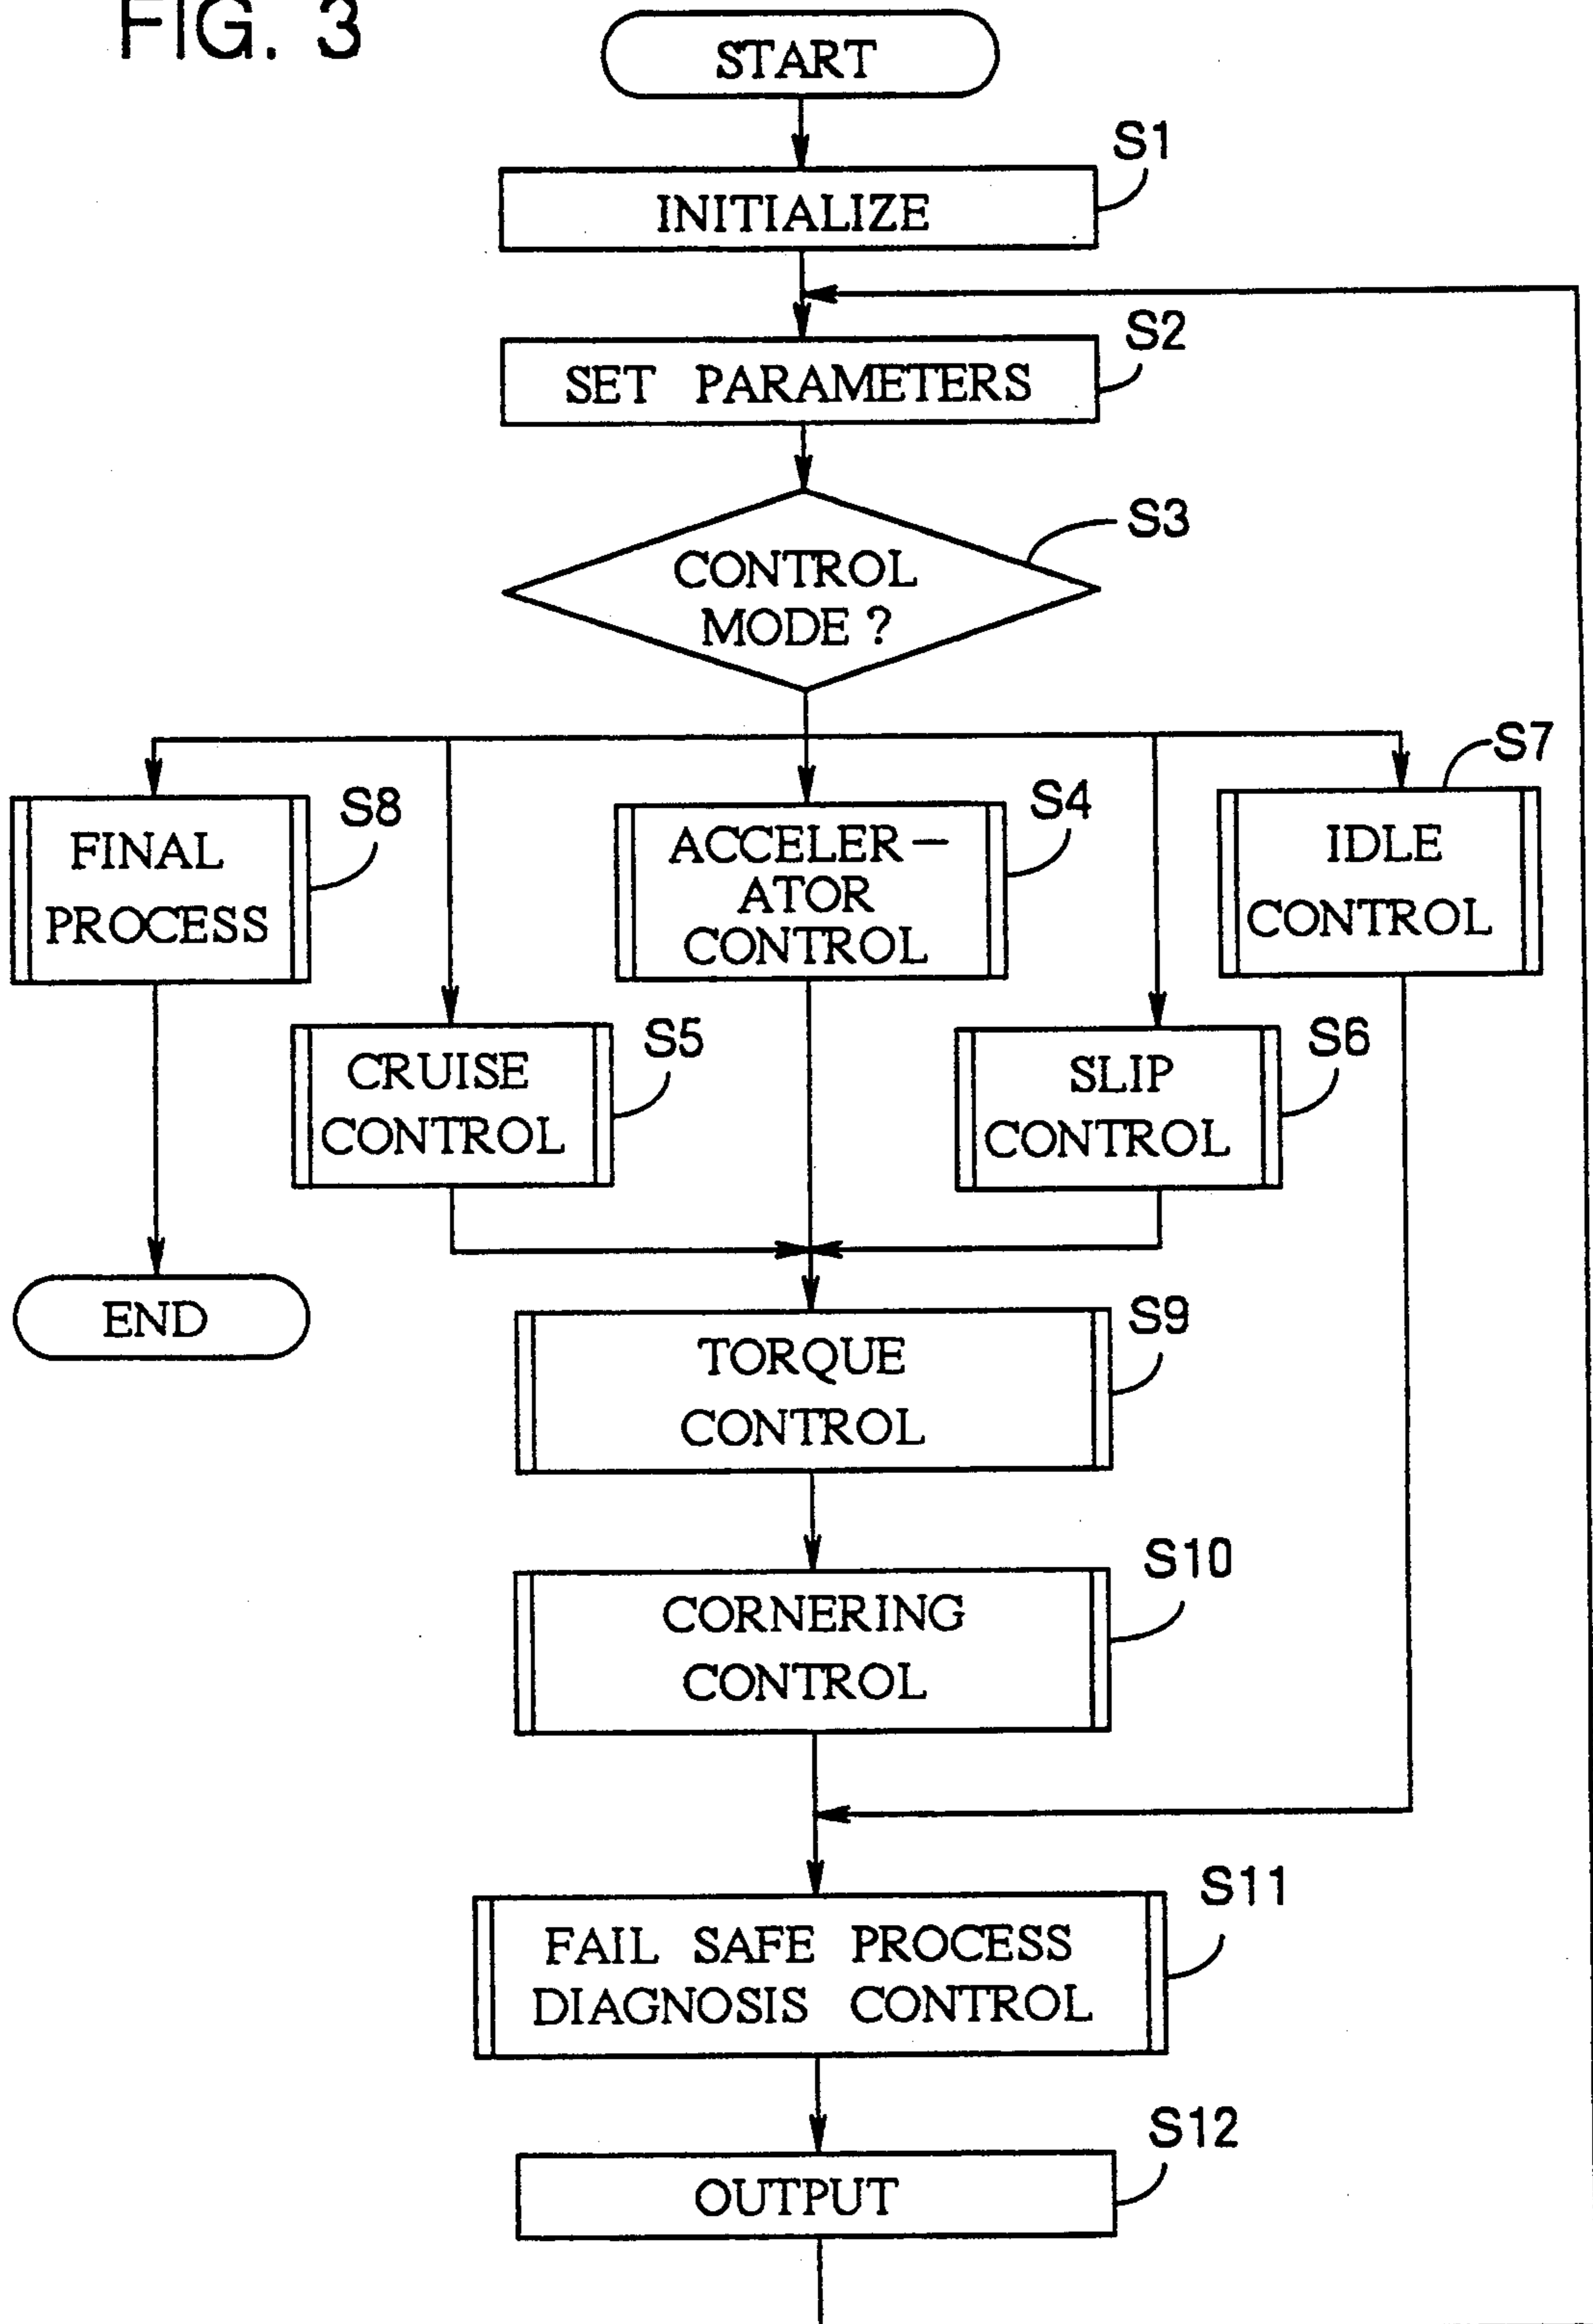 FIG. 3
START
S1
INITIALIZE
S2
SET PARAMETERS
S3
CONTROL
MODE ?
S8
FINAL
PROCESS
S4
ACCELER-
ATOR
CONTROL
S7
IDLE
CONTROL
S5
CRUISE
CONTROL
S6
SLIP
CONTROL
END
S9
TORQUE
CONTROL
S10
CORNERING
CONTROL
S11
FAIL SAFE PROCESS
DIAGNOSIS CONTROL
S12
OUTPUT